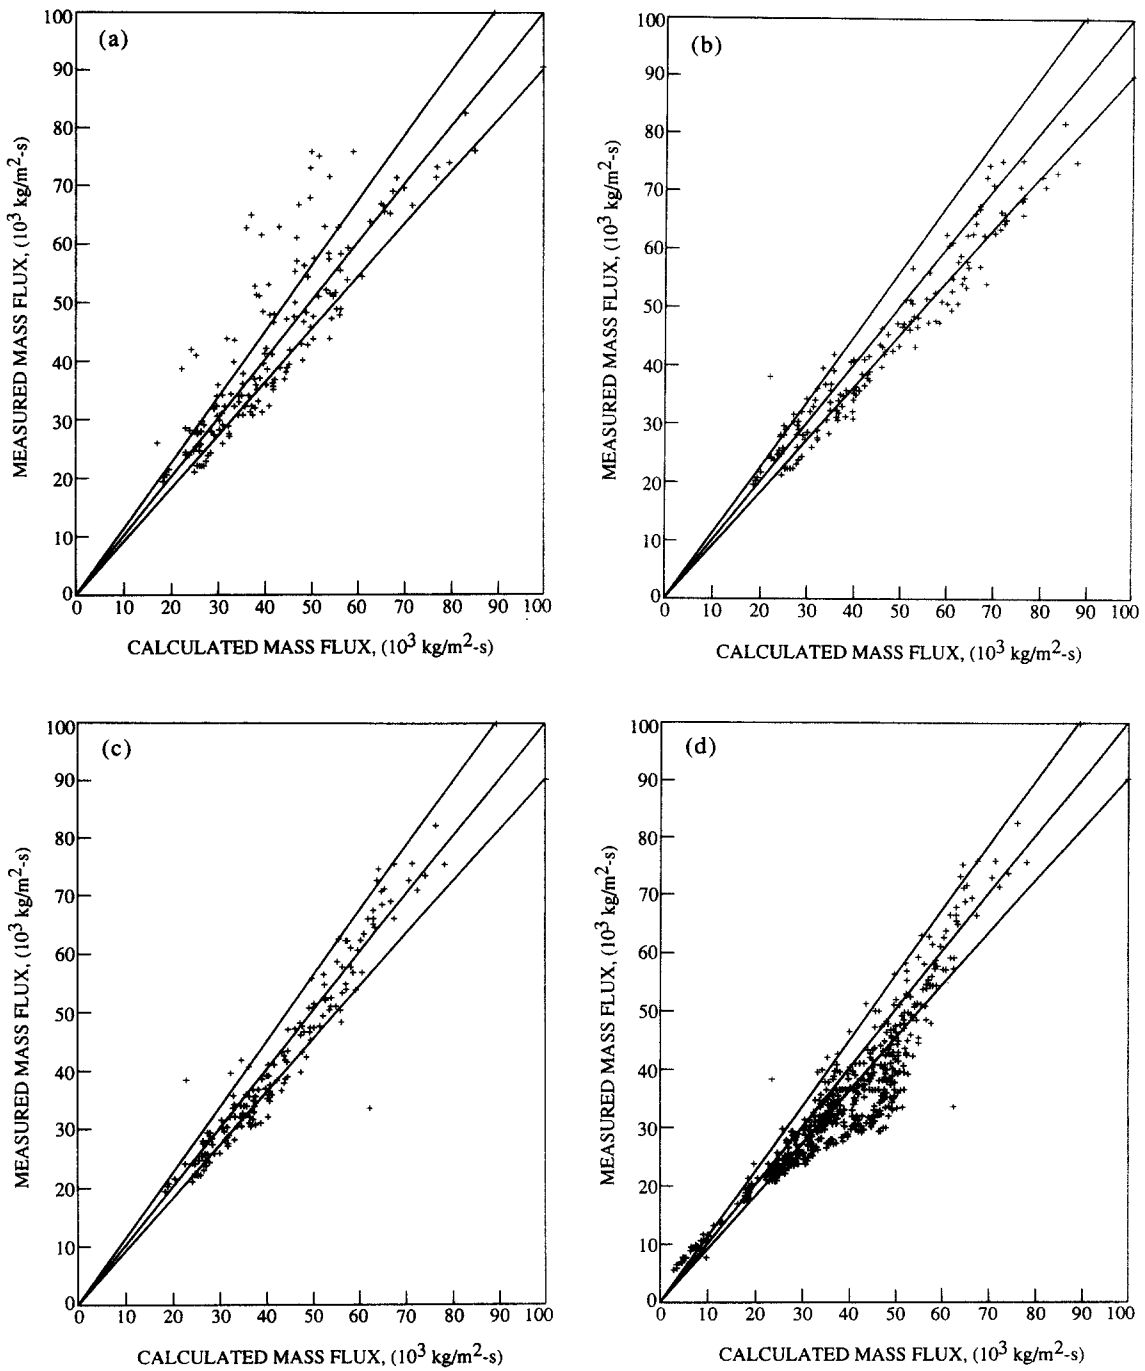 (a)
MEASURED MASS FLUX, (10³ kg/m²-s)
100
90
80
70
60
50
40
30
20
10
0
0 10 20 30 40 50 60 70 80 90 100
CALCULATED MASS FLUX, (10³ kg/m²-s)
(b)
MEASURED MASS FLUX, (10³ kg/m²-s)
100
90
80
70
60
50
40
30
20
10
0
0 10 20 30 40 50 60 70 80 90 100
CALCULATED MASS FLUX, (10³ kg/m²-s)
(c)
MEASURED MASS FLUX, (10³ kg/m²-s)
100
90
80
70
60
50
40
30
20
10
0
0 10 20 30 40 50 60 70 80 90 100
CALCULATED MASS FLUX, (10³ kg/m²-s)
(d)
MEASURED MASS FLUX, (10³ kg/m²-s)
100
90
80
70
60
50
40
30
20
10
0
0 10 20 30 40 50 60 70 80 90 100
CALCULATED MASS FLUX, (10³ kg/m²-s)